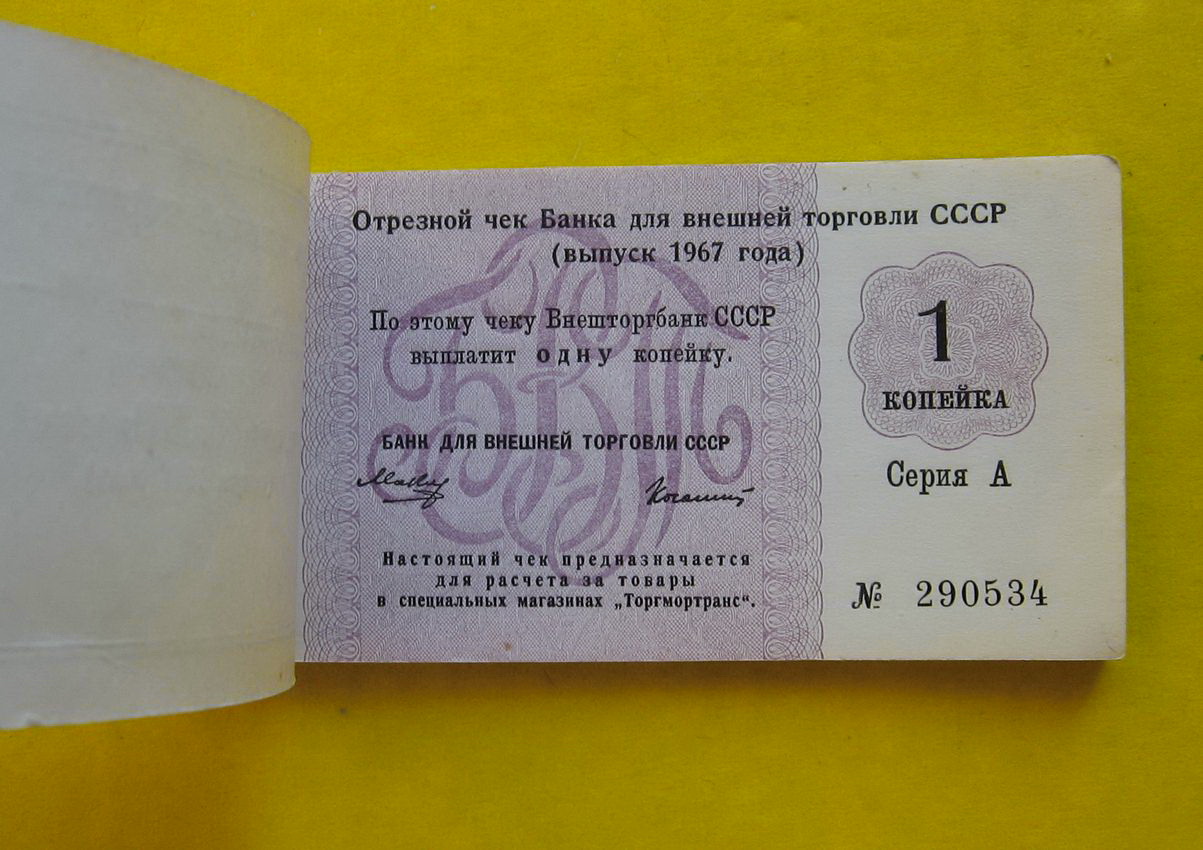 Отрезной чек Банка для внешней торговли СССР
(выпуск 1967 года)
По этому чеку Внешторгбанк СССР
выплатит одну копейку.
БАНК ДЛЯ ВНЕШНЕЙ ТОРГОВЛИ СССР
Настоящий чек предназначается
для расчета за товары
в специальных магазинах „Торгмортранс“.
1
КОПЕЙКА
Серия А
№ 290534
БВТ